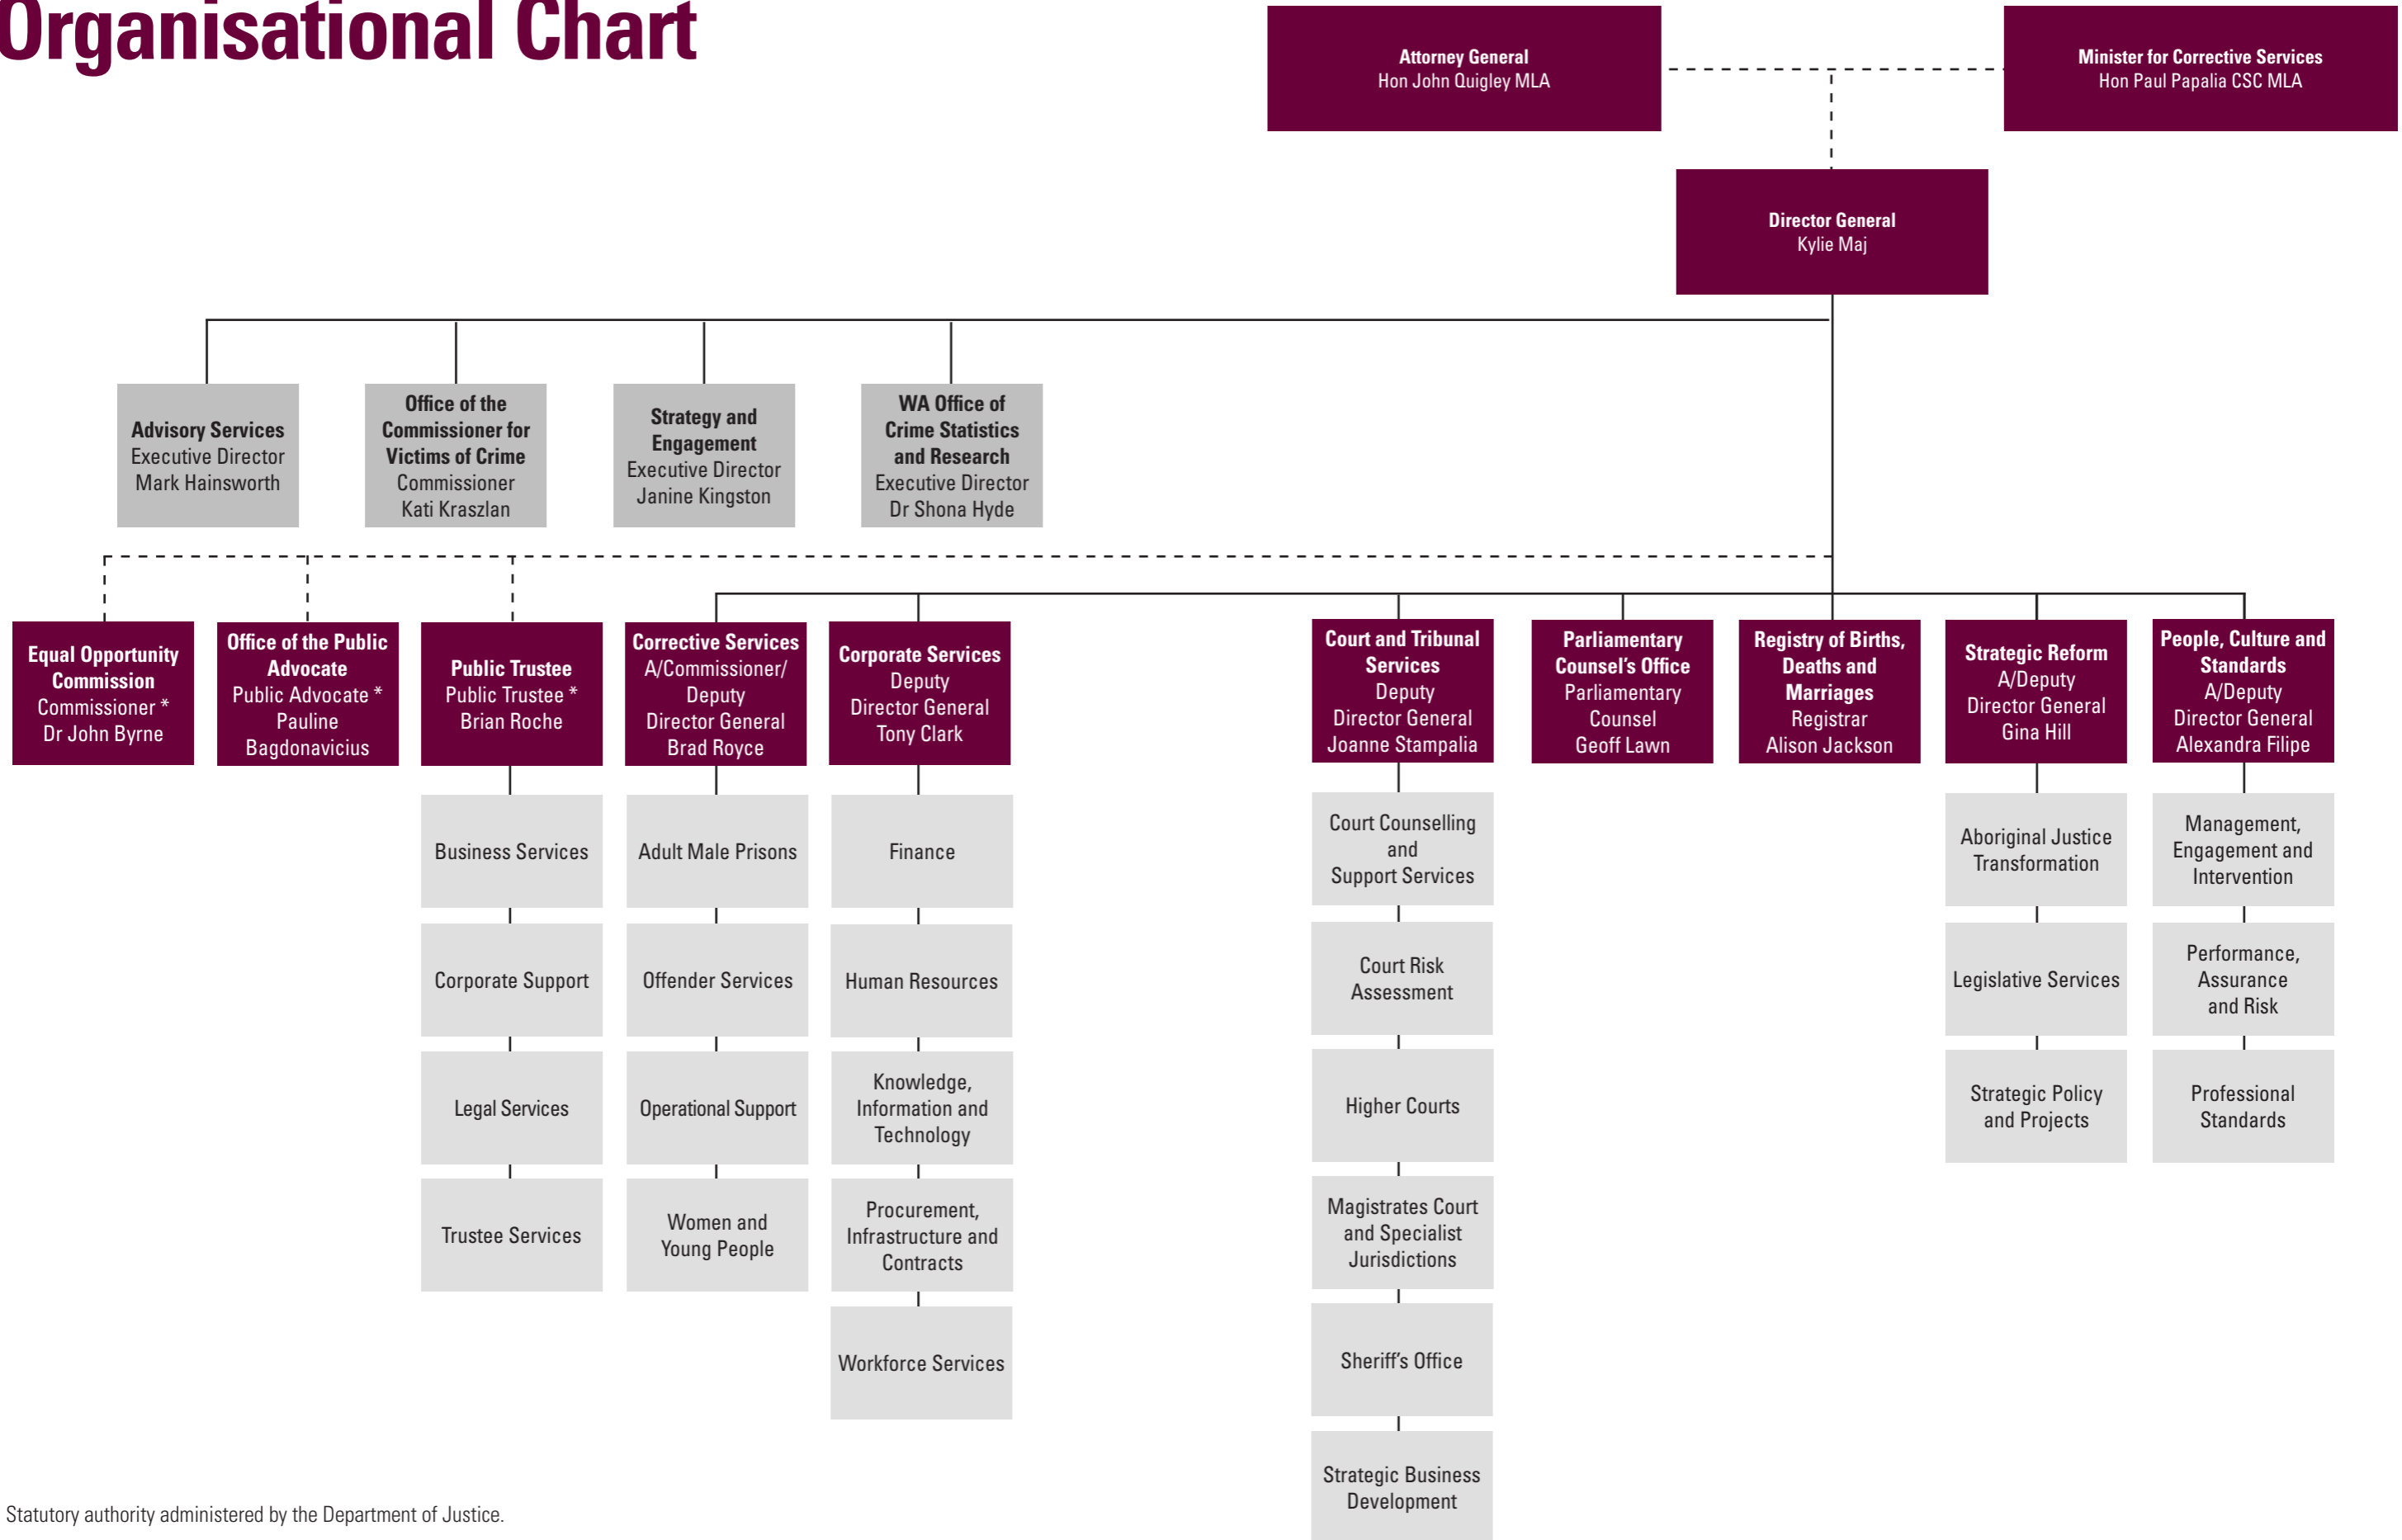 Organisational Chart
Attorney General
Hon John Quigley MLA
Minister for Corrective Services
Hon Paul Papalia CSC MLA
Director General
Kylie Maj
Advisory Services
Executive Director
Mark Hainsworth
Office of the
Commissioner for
Victims of Crime
Commissioner
Kati Kraszlan
Strategy and
Engagement
Executive Director
Janine Kingston
WA Office of
Crime Statistics
and Research
Executive Director
Dr Shona Hyde
Equal Opportunity
Commission
Commissioner *
Dr John Byrne
Office of the Public
Advocate
Public Advocate *
Pauline
Bagdonavicius
Public Trustee
Public Trustee *
Brian Roche
Corrective Services
A/Commissioner/
Deputy
Director General
Brad Royce
Corporate Services
Deputy
Director General
Tony Clark
Court and Tribunal
Services
Deputy
Director General
Joanne Stampalia
Parliamentary
Counsel's Office
Parliamentary
Counsel
Geoff Lawn
Registry of Births,
Deaths and
Marriages
Registrar
Alison Jackson
Strategic Reform
A/Deputy
Director General
Gina Hill
People, Culture and
Standards
A/Deputy
Director General
Alexandra Filipe
Business Services
Corporate Support
Legal Services
Trustee Services
Adult Male Prisons
Offender Services
Operational Support
Women and
Young People
Finance
Human Resources
Knowledge,
Information and
Technology
Procurement,
Infrastructure and
Contracts
Workforce Services
Court Counselling
and
Support Services
Court Risk
Assessment
Higher Courts
Magistrates Court
and Specialist
Jurisdictions
Sheriff's Office
Strategic Business
Development
Aboriginal Justice
Transformation
Legislative Services
Strategic Policy
and Projects
Management,
Engagement and
Intervention
Performance,
Assurance
and Risk
Professional
Standards
Statutory authority administered by the Department of Justice.